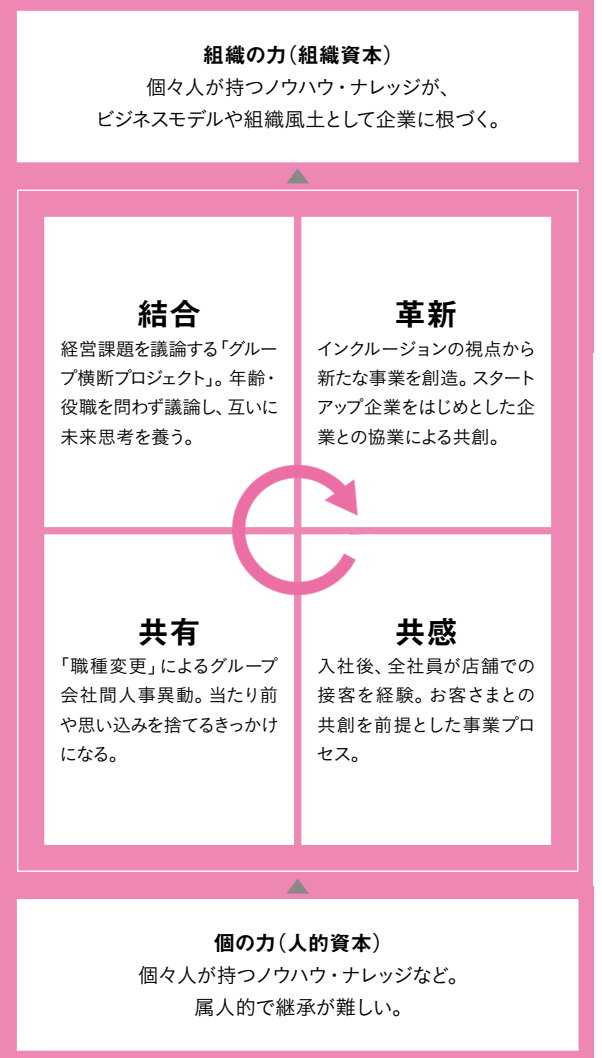 組織の力（組織資本）
個々人が持つノウハウ・ナレッジが、
ビジネスモデルや組織風土として企業に根づく。
結合
経営課題を議論する「グルー
プ横断プロジェクト」。年齢・
役職を問わず議論し、互いに
未来思考を養う。
革新
インクルージョンの視点から
新たな事業を創造。スタート
アップ企業をはじめとした企
業との協業による共創。
共有
「職種変更」によるグループ
会社間人事異動。当たり前
や思い込みを捨てるきっかけ
になる。
共感
入社後、全社員が店舗での
接客を経験。お客さまとの
共創を前提とした事業プロ
セス。
個の力（人的資本）
個々人が持つノウハウ・ナレッジなど。
属人的で継承が難しい。